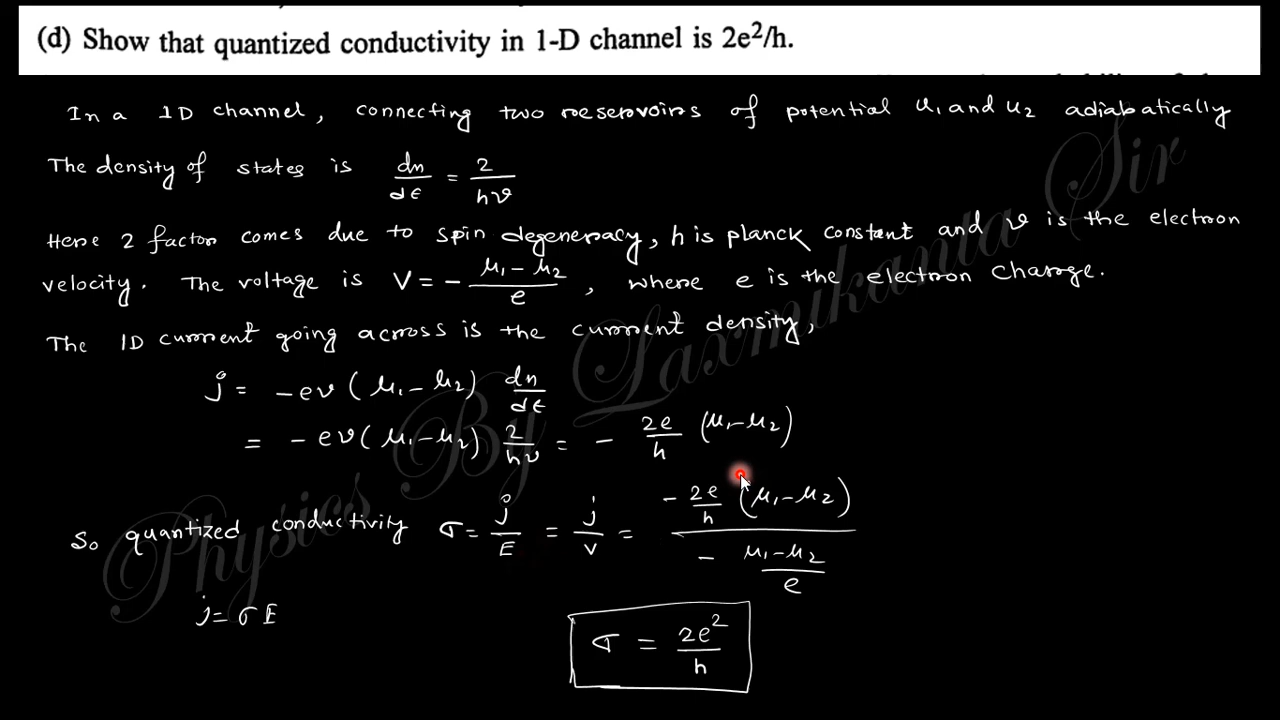 (d) Show that quantized conductivity in 1-D channel is 2e²/h.
In a 1D channel, connecting two reservoirs of potential μ₁ and μ₂ adiabatically
The density of states is dn/dϵ = 2/hv
Here 2 factor comes due to spin degeneracy, h is planck constant and v is the electron
velocity. The voltage is V = - (μ₁ - μ₂)/e, where e is the electron charge.
The 1D current going across is the current density,
j = -ev (μ₁ - μ₂) dn/dϵ
= -ev (μ₁ - μ₂) 2/hv = - 2e/h (μ₁ - μ₂)
So quantized conductivity σ = j/E = j/V = (- 2e/h (μ₁ - μ₂))/(- (μ₁ - μ₂)/e)
j = σE
σ = 2e²/h
Physics By Laxmikanta Sir